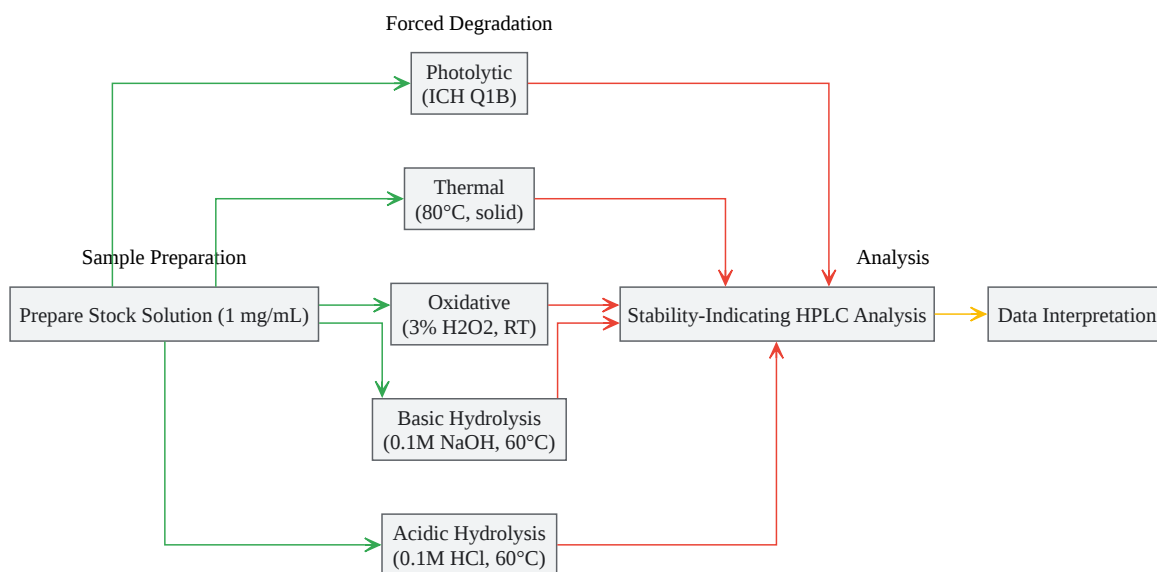 Forced Degradation
Photolytic
(ICH Q1B)
Thermal
(80°C, solid)
Sample Preparation
Analysis
Prepare Stock Solution (1 mg/mL)
Oxidative
(3% H2O2, RT)
Stability-Indicating HPLC Analysis
Data Interpretation
Basic Hydrolysis
(0.1M NaOH, 60°C)
Acidic Hydrolysis
(0.1M HCl, 60°C)